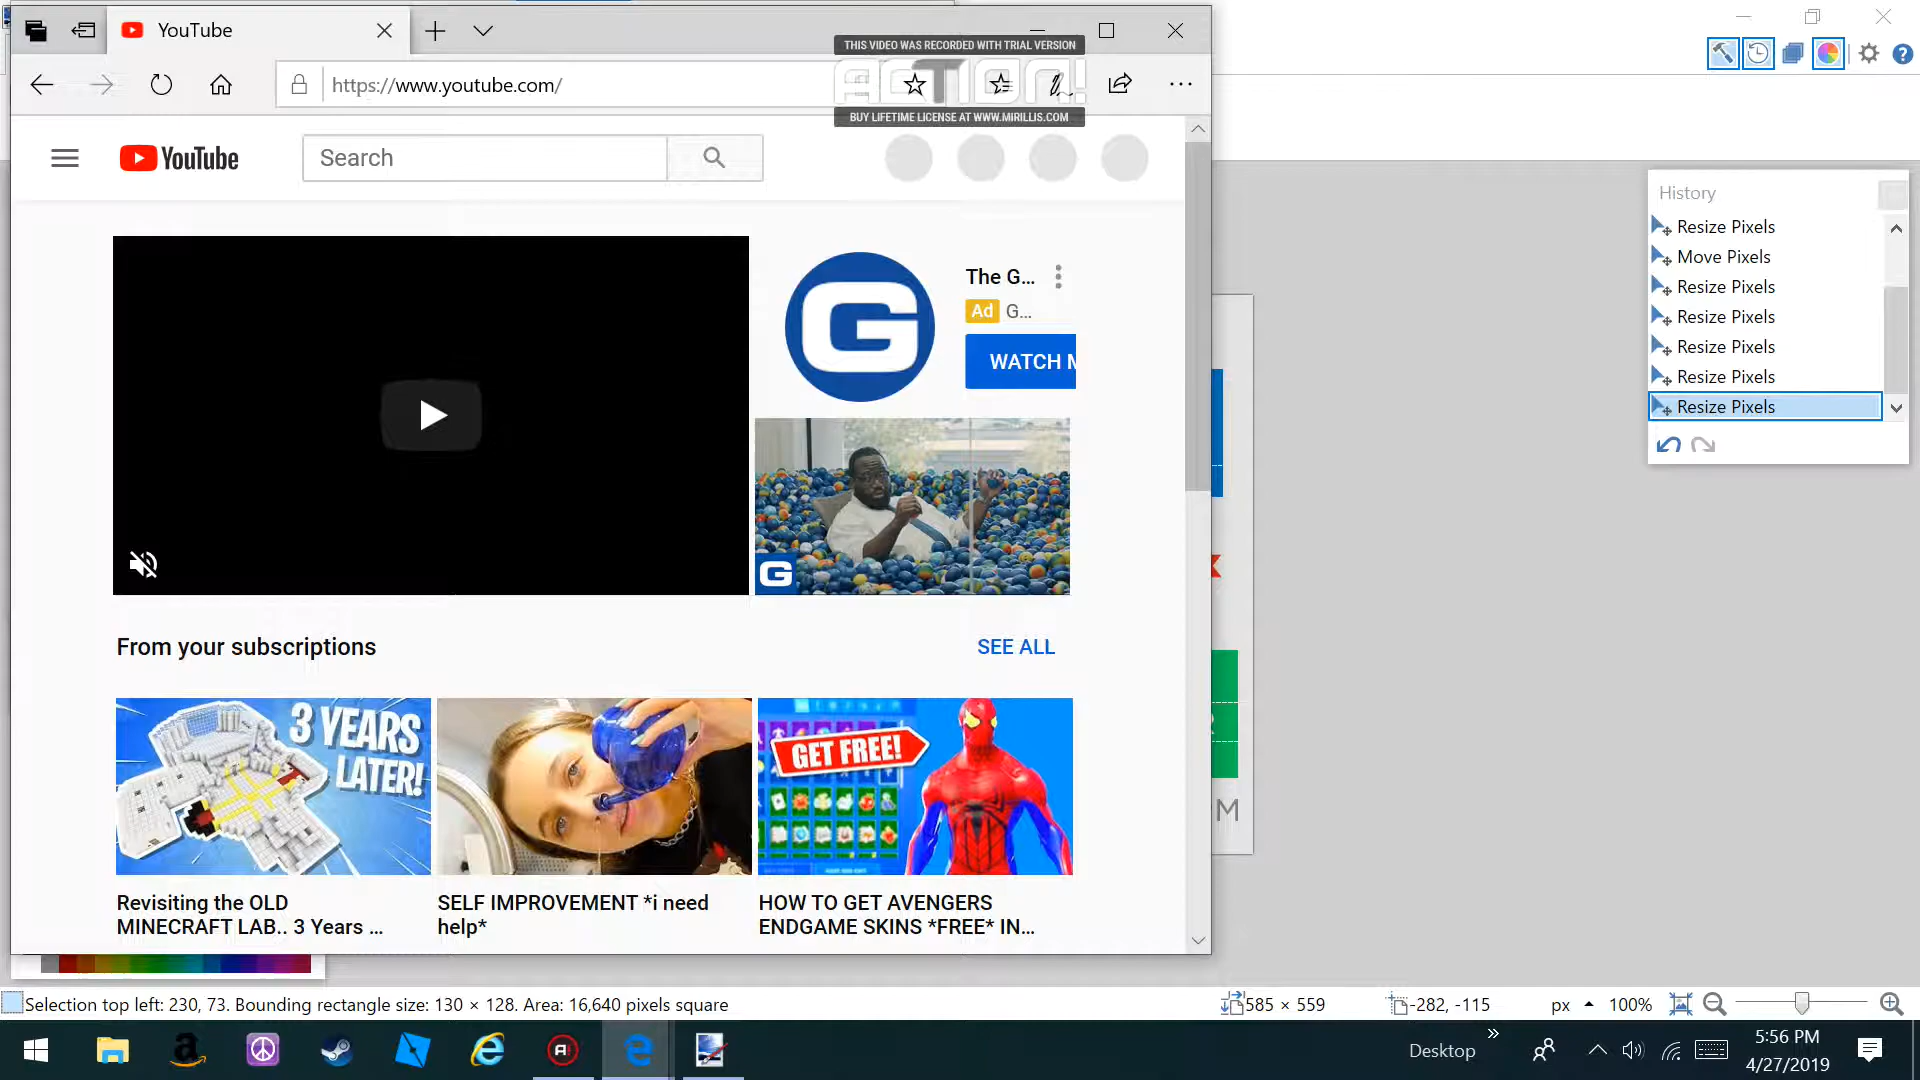 YouTube
THIS VIDEO WAS RECORDED WITH TRIAL VERSION
ACTION!
BUY LIFETIME LICENSE AT WWW.MIRILLIS.COM
https://www.youtube.com/
YouTube
Search
History
Resize Pixels
Move Pixels
Resize Pixels
Resize Pixels
Resize Pixels
Resize Pixels
Resize Pixels
G
The G...
Ad G...
WATCH M
G
From your subscriptions
SEE ALL
3 YEARS
LATER!
GET FREE!
Revisiting the OLD
MINECRAFT LAB.. 3 Years ...
SELF IMPROVEMENT *i need
help*
HOW TO GET AVENGERS
ENDGAME SKINS *FREE* IN...
M
Selection top left: 230, 73. Bounding rectangle size: 130 × 128. Area: 16,640 pixels square
585 × 559
-282, -115
px
100%
Desktop
5:56 PM
4/27/2019